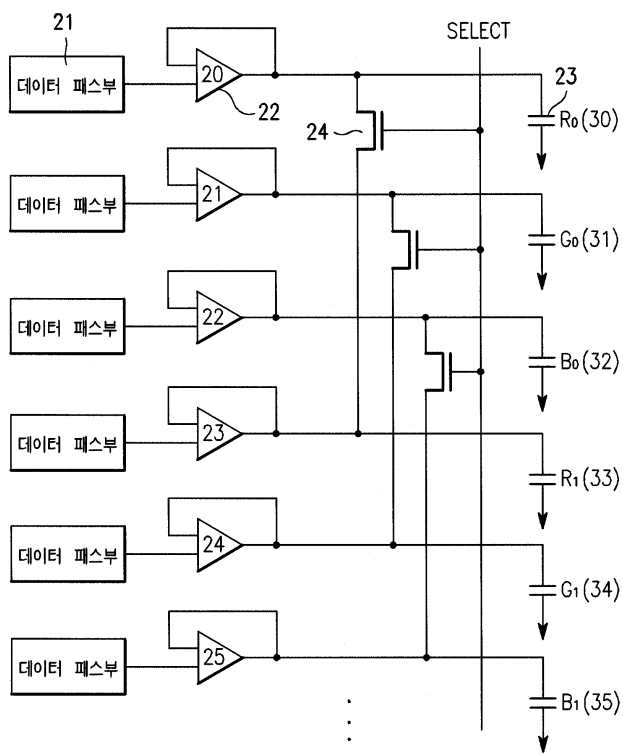 SELECT
21
데이터 패스부
20
22
23
R0(30)
24
데이터 패스부
21
G0(31)
데이터 패스부
22
B0(32)
데이터 패스부
23
R1(33)
데이터 패스부
24
G1(34)
데이터 패스부
25
B1(35)